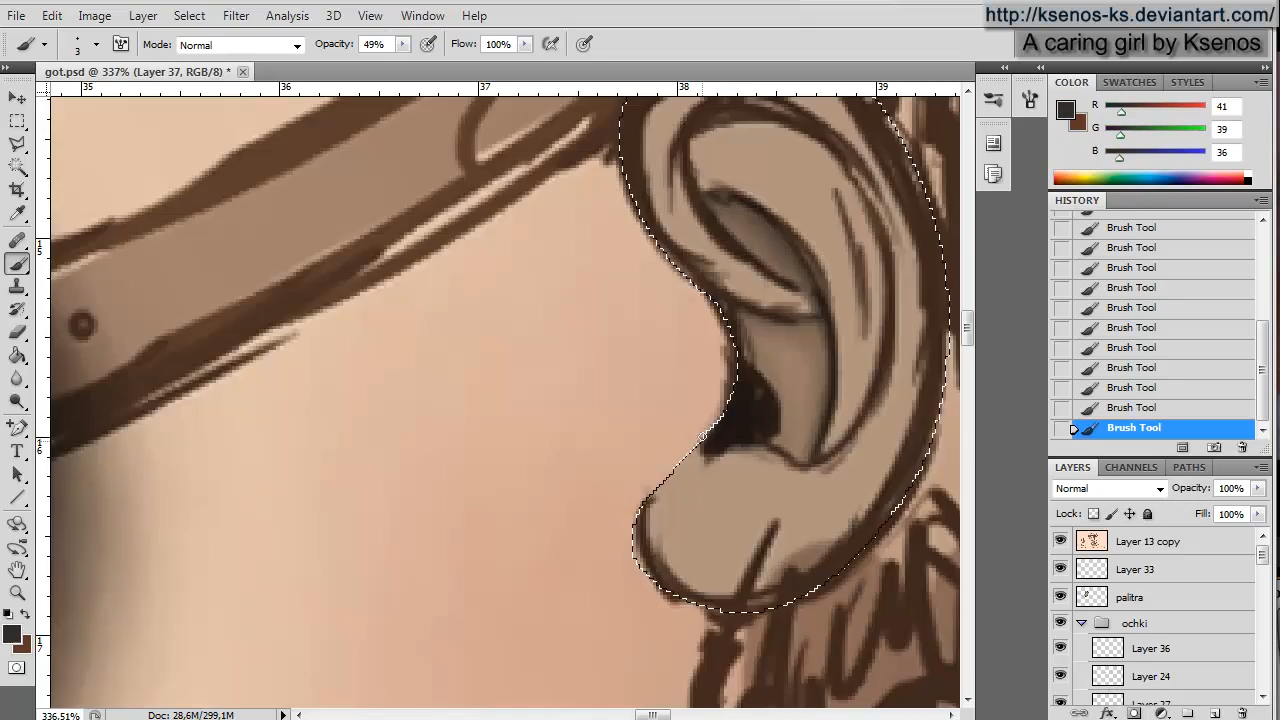 File Edit Image Layer Select Filter Analysis 3D View Window Help
http://ksenos-ks.deviantart.com/
A caring girl by Ksenos
3 Mode: Normal Opacity: 49% Flow: 100%
got.psd @ 337% (Layer 37, RGB/8) *
35 36 37 38 39
COLOR SWATCHES STYLES
R 41
G 39
B 36
HISTORY
Brush Tool
Brush Tool
Brush Tool
Brush Tool
Brush Tool
Brush Tool
Brush Tool
Brush Tool
Brush Tool
Brush Tool
Brush Tool
15
16
17
LAYERS CHANNELS PATHS
Normal Opacity: 100%
Lock: Fill: 100%
Layer 13 copy
Layer 33
palitra
ochki
Layer 36
Layer 24
336.51% Doc: 28,6M/299,1M